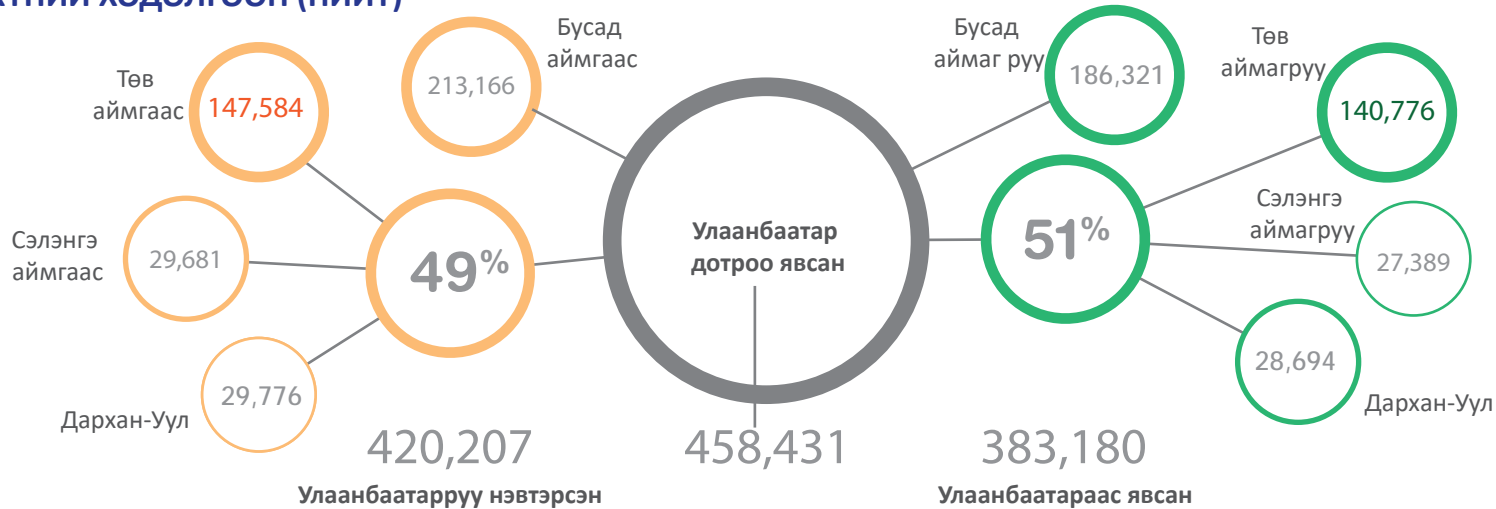 ХӨДӨЛГӨӨН (НИЙТ)
Төв
аймгаас
147,584
Бусад
аймгаас
213,166
Сэлэнгэ
аймгаас
29,681
49%
Дархан-Уул
29,776
420,207
Улаанбаатарруу нэвтэрсэн
Улаанбаатар
дотроо явсан
458,431
Бусад
аймаг руу
186,321
Төв
аймагруу
140,776
51%
Сэлэнгэ
аймагруу
27,389
28,694
Дархан-Уул
383,180
Улаанбаатараас явсан